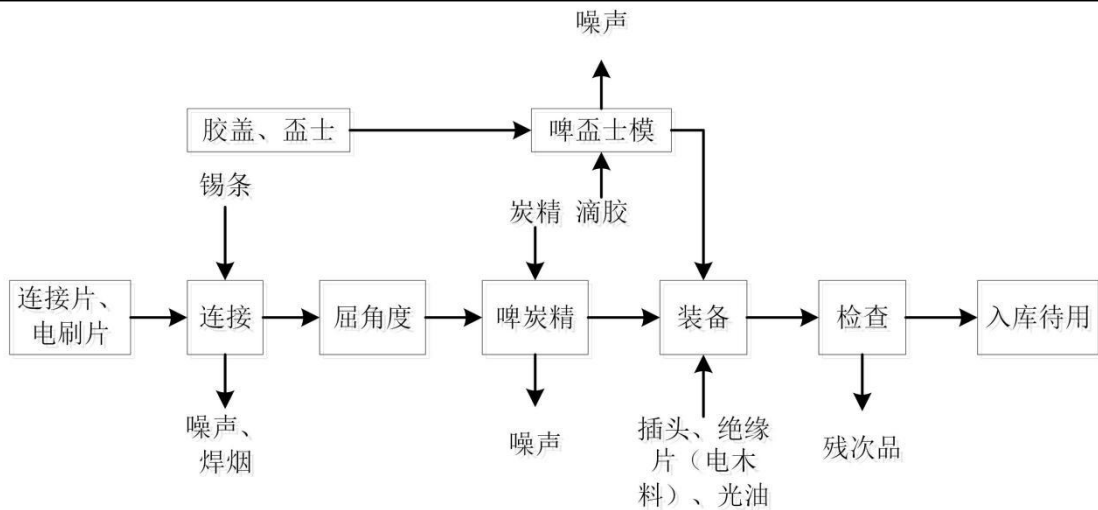 噪声
胶盖、盃士
啤盃士模
锡条
炭精
滴胶
连接片、
电刷片
连接
屈角度
啤炭精
装备
检查
入库待用
噪声、
焊烟
噪声
插头、绝缘
片（电木
料）、光油
残次品